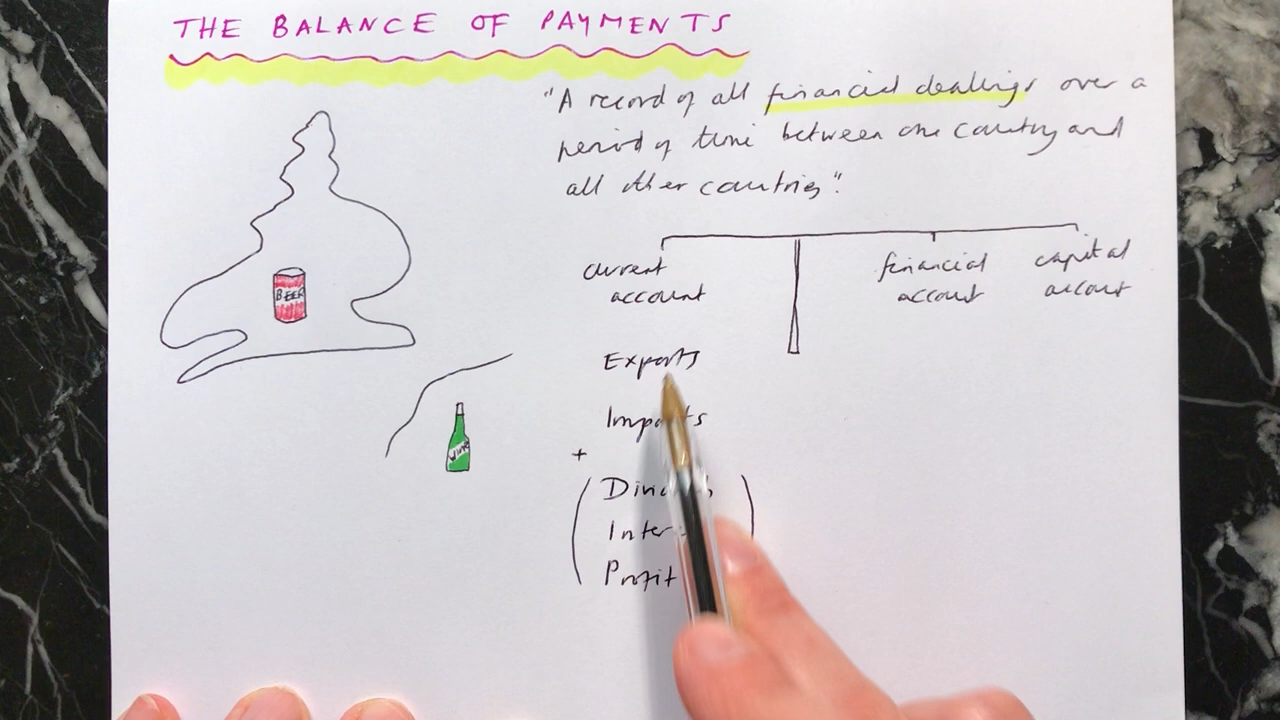 THE BALANCE OF PAYMENTS
"A record of all financial dealings over a
period of time between one country and
all other countries".
current
account
financial
account
capital
account
BEER
Exports
Imports
+
WINE
Profit